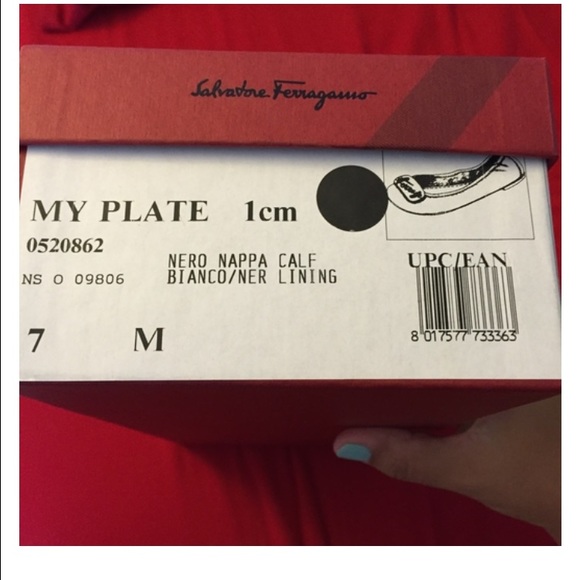 Salvatore Ferragamo
MY PLATE 1cm
0520862
NERO NAPPA CALF
NS O 09806 BIANCO/NER LINING
UPC/EAN
8 017577 733363
7 M